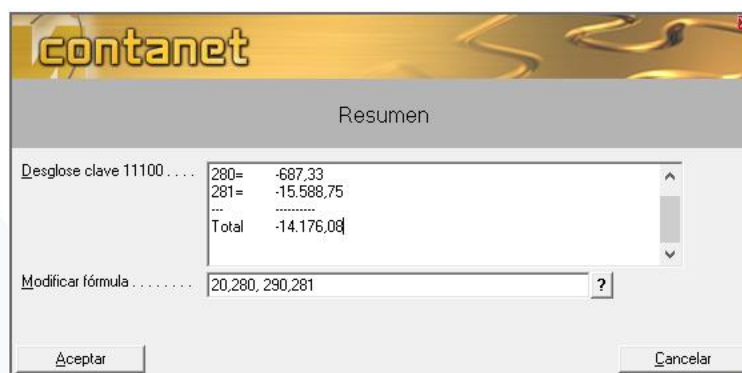 contanet
Resumen
Desglose clave 11100 . . . .
280= -687,33
281= -15.588,75
--- ----------
Total -14.176,08
Modificar fórmula . . . . . . . . 20,280, 290,281 ?
Aceptar Cancelar